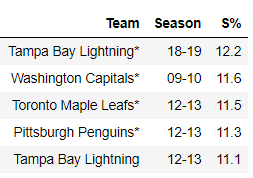 Team Season S%
Tampa Bay Lightning* 18-19 12.2
Washington Capitals* 09-10 11.6
Toronto Maple Leafs* 12-13 11.5
Pittsburgh Penguins* 12-13 11.3
Tampa Bay Lightning 12-13 11.1